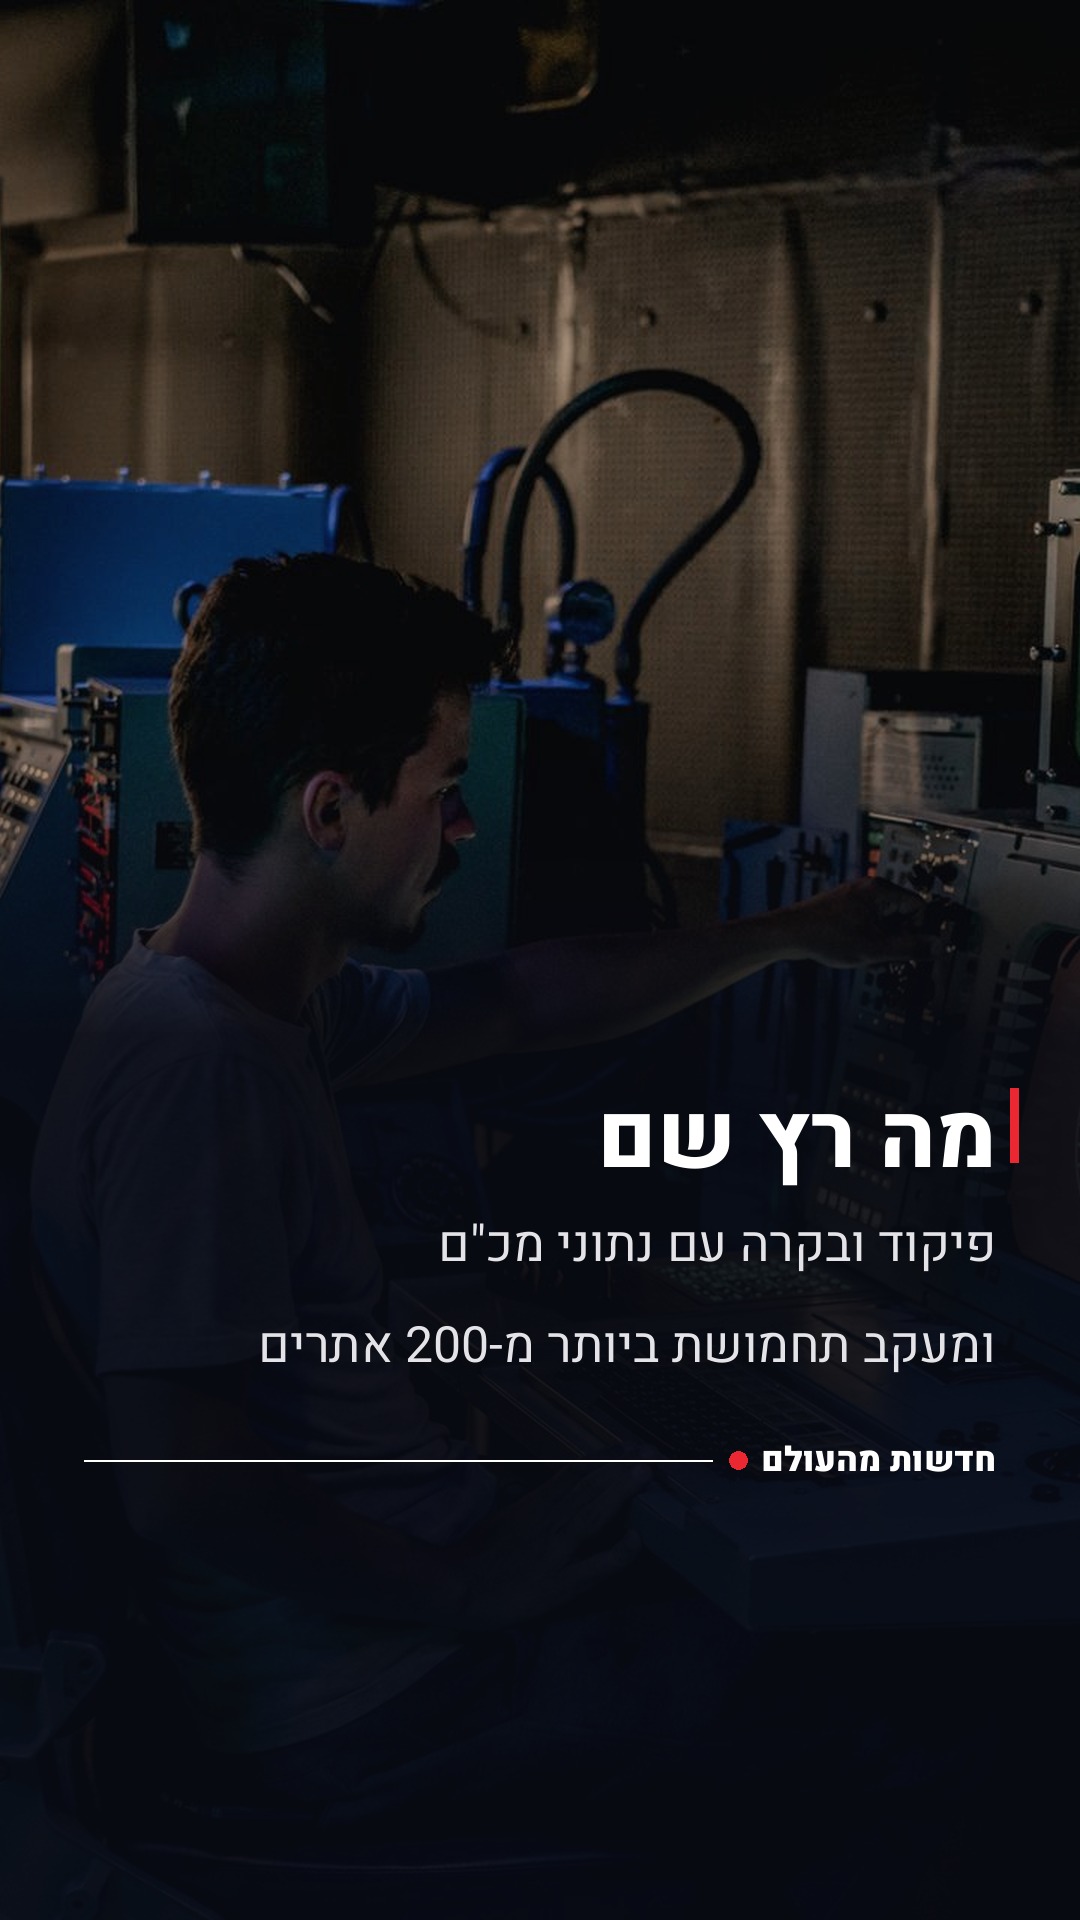 מה רץ שם
פיקוד ובקרה עם נתוני מכ"ם
ומעקב תחמושת ביותר מ-200 אתרים
חדשות מהעולם